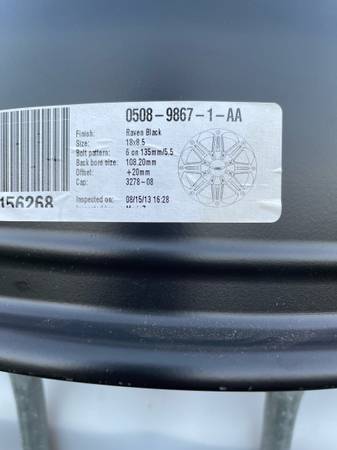 0508-9867-1-AA
Finish: Raven Black
Size: 18x8.5
Bolt pattern: 6 on 135mm/5.5
Back bore size: 108.20mm
Offset: +20mm
Cap: 3278-08
Inspected on: 08/15/13 16:28
156268